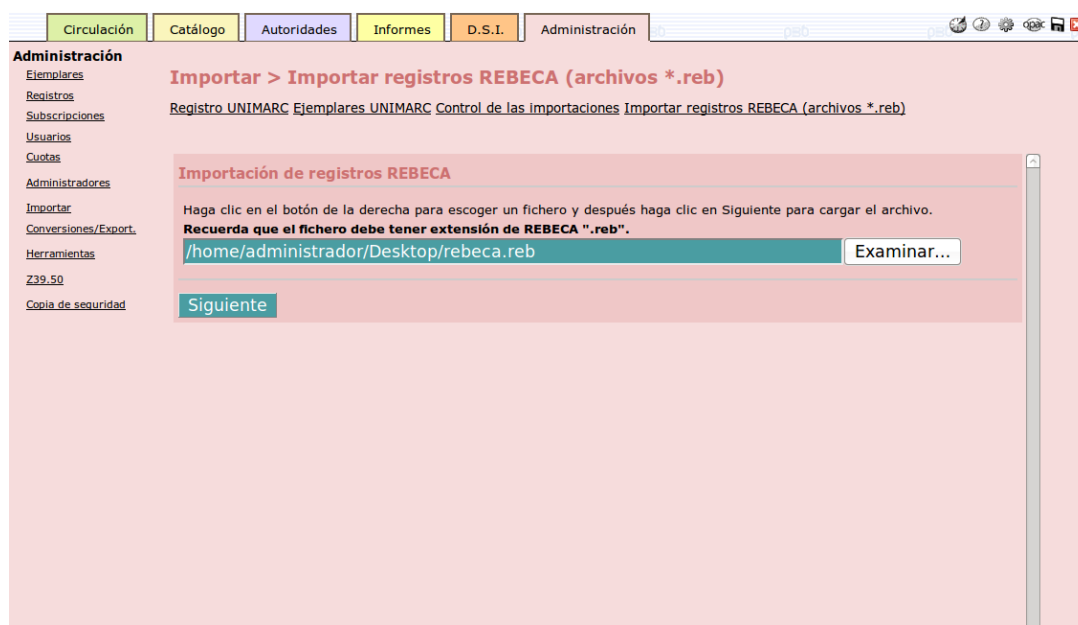 Circulación Catálogo Autoridades Informes D.S.I. Administración
opac
Administración
Ejemplares
Registros
Subscripciones
Usuarios
Cuotas
Administradores
Importar
Conversiones/Export.
Herramientas
Z39.50
Copia de seguridad
Importar > Importar registros REBECA (archivos *.reb)
Registro UNIMARC Ejemplares UNIMARC Control de las importaciones Importar registros REBECA (archivos *.reb)
Importación de registros REBECA
Haga clic en el botón de la derecha para escoger un fichero y después haga clic en Siguiente para cargar el archivo.
Recuerda que el fichero debe tener extensión de REBECA ".reb".
/home/administrador/Desktop/rebeca.reb Examinar...
Siguiente